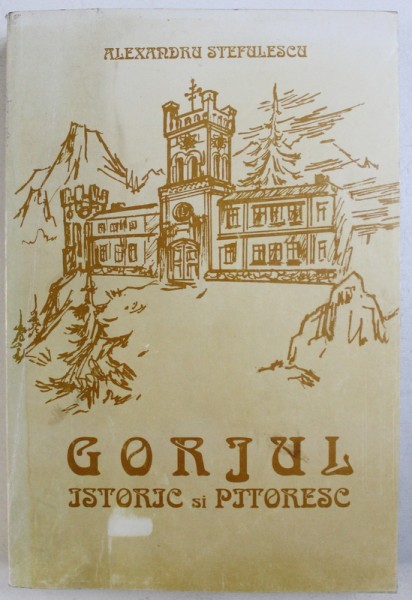 ALEXANDRU STEFULESCU
GORJUL
ISTORIC si PITORESC